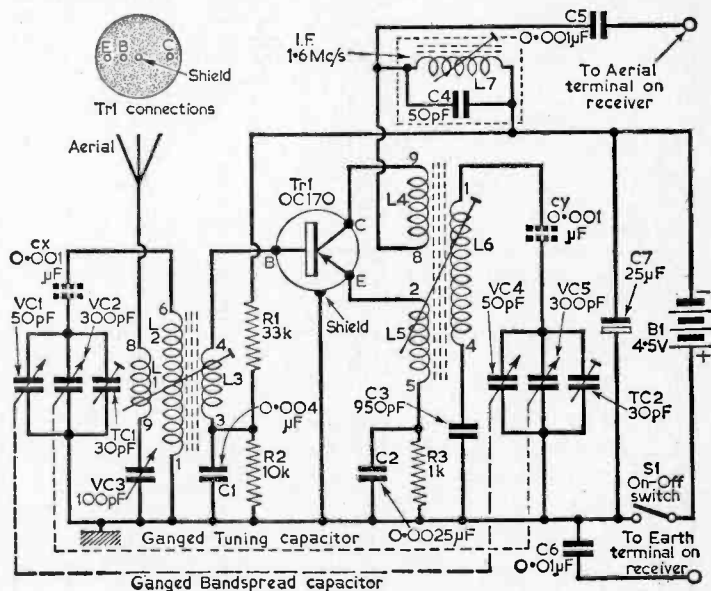 E
B
C
Shield
Tr1 connections
Aerial
I.F.
1·6Mc/s
L7
C4
50pF
C5
0·001μF
To Aerial
terminal on
receiver
Tr1
OC170
C
B
E
Shield
9
L4
8
2
L5
5
1
L6
4
cy
0·001
μF
cx
0·001
μF
VC1
50pF
VC2
300pF
TC1
30pF
8
L1
9
6
L2
1
4
L3
3
VC3
100pF
R1
33k
0·004
μF
C1
R2
10k
C2
0·0025μF
R3
1k
C3
950pF
VC4
50pF
VC5
300pF
TC2
30pF
C7
25μF
B1
4·5V
-
+
S1
On-Off
switch
To Earth
terminal on
receiver
C6
0·01μF
Ganged Tuning capacitor
Ganged Bandspread capacitor